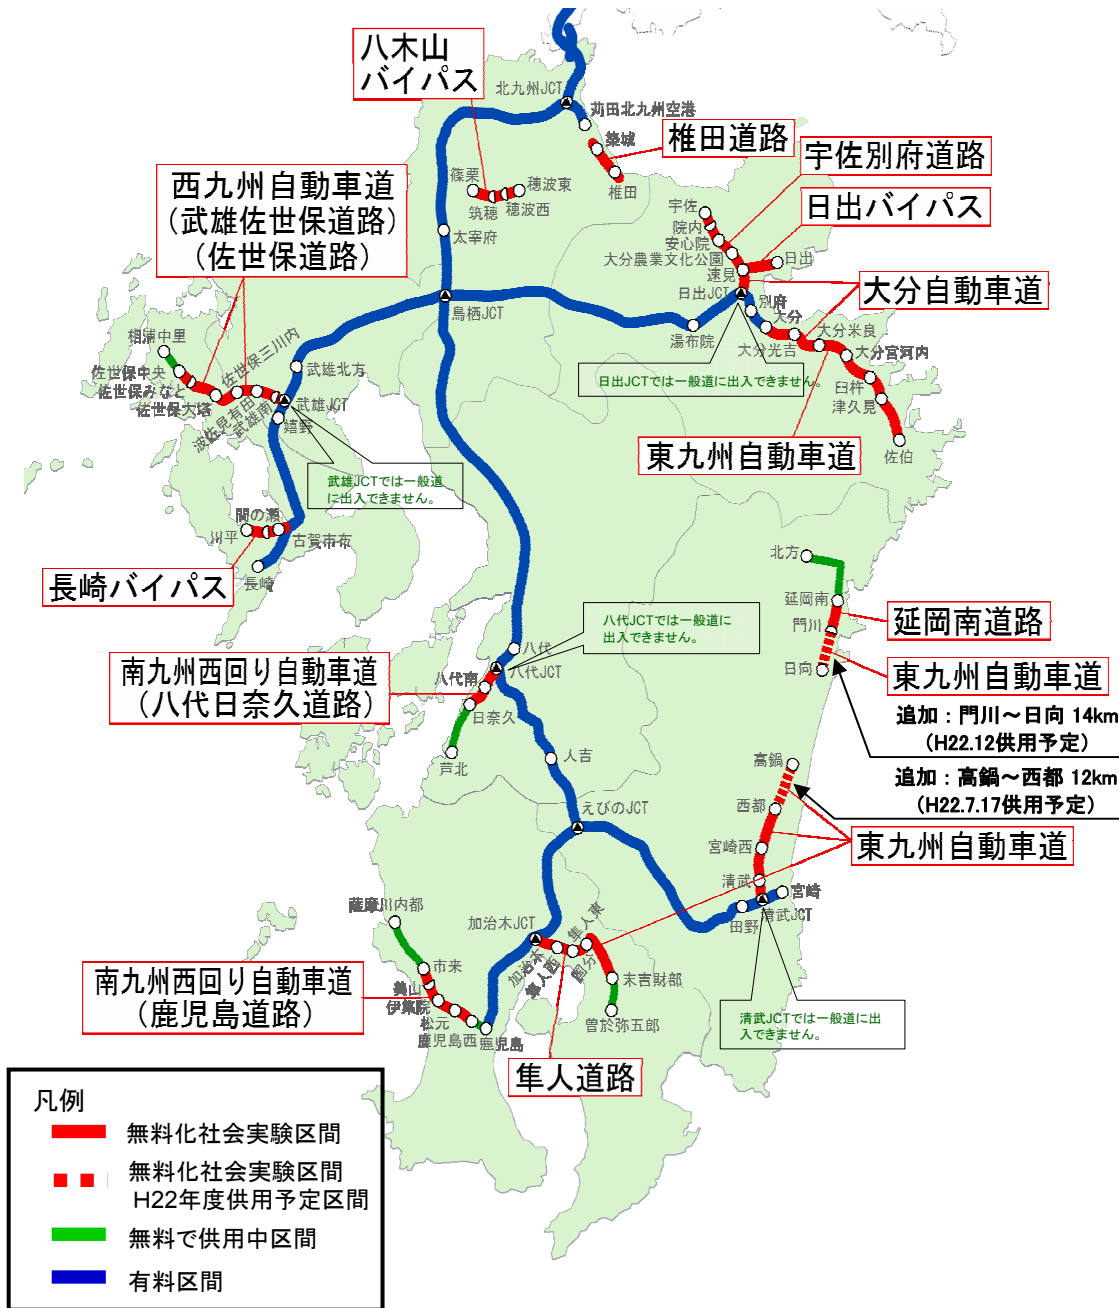 八木山
バイパス
北九州JCT
苅田北九州空港
築城
椎田道路
椎田
宇佐別府道路
日出バイパス
西九州自動車道
(武雄佐世保道路)
(佐世保道路)
篠栗
穂波東
筑穂
穂波西
太宰府
宇佐
院内
安心院
大分農業文化公園
速見
日出
日出JCT
大分自動車道
別府
大分
鳥栖JCT
湯布院
大分光吉
大分米良
大分宮河内
臼杵
津久見
佐伯
日出JCTでは一般道に出入できません。
東九州自動車道
相浦中里
佐世保中央
佐世保みなと
佐世保大塔
佐世保三川内
波佐見有田
武雄南
武雄北方
武雄JCT
嬉野
武雄JCTでは一般道
に出入できません。
間の瀬
川平
古賀市布
長崎
長崎バイパス
北方
延岡南
延岡南道路
門川
日向
東九州自動車道
追加:門川~日向 14km
(H22.12供用予定)
八代JCTでは一般道に
出入できません。
八代
八代JCT
南九州西回り自動車道
(八代日奈久道路)
八代南
日奈久
芦北
人吉
えびのJCT
高鍋
追加:高鍋~西都 12km
(H22.7.17供用予定)
西都
宮崎西
東九州自動車道
清武
宮崎
田野
清武JCT
清武JCTでは一般道に出
入できません。
薩摩川内都
加治木JCT
加治木
隼人西
隼人東
国分
末吉財部
曽於弥五郎
隼人道路
南九州西回り自動車道
(鹿児島道路)
市来
美山
伊集院
松元
鹿児島西
鹿児島
凡例
無料化社会実験区間
無料化社会実験区間
H22年度供用予定区間
無料で供用中区間
有料区間